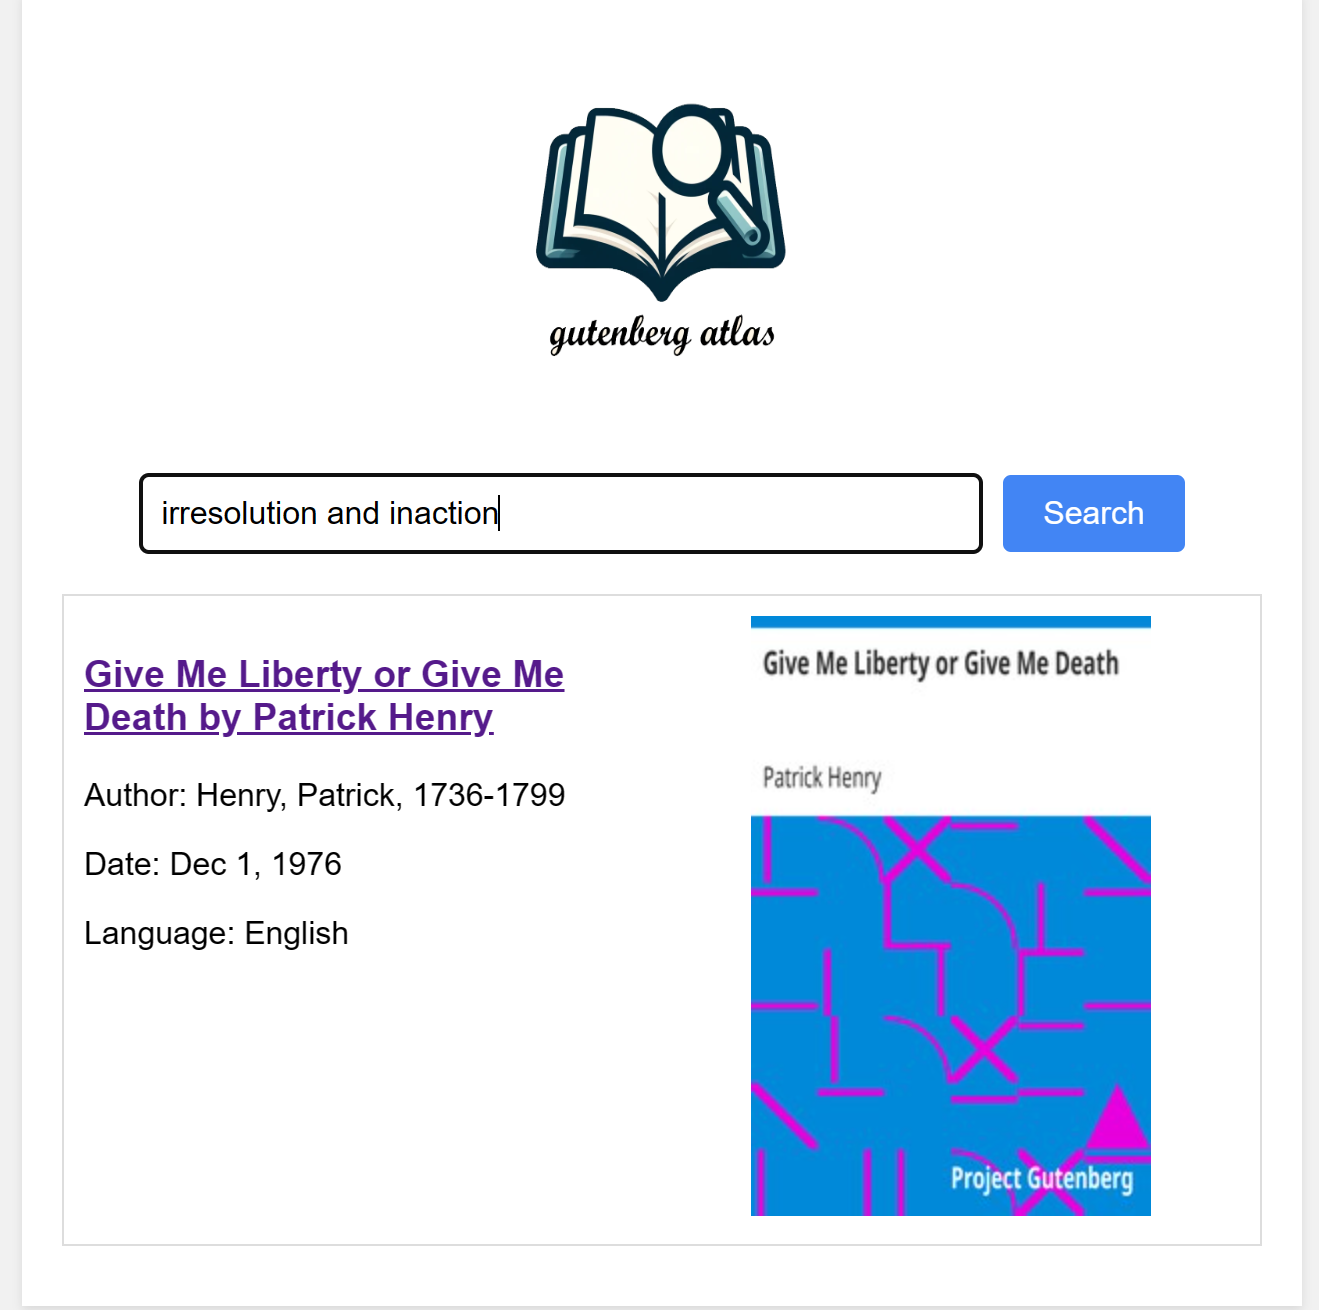 gutenberg atlas
irresolution and inaction
Search
Give Me Liberty or Give Me
Death by Patrick Henry
Author: Henry, Patrick, 1736-1799
Date: Dec 1, 1976
Language: English
Give Me Liberty or Give Me Death
Patrick Henry
Project Gutenberg